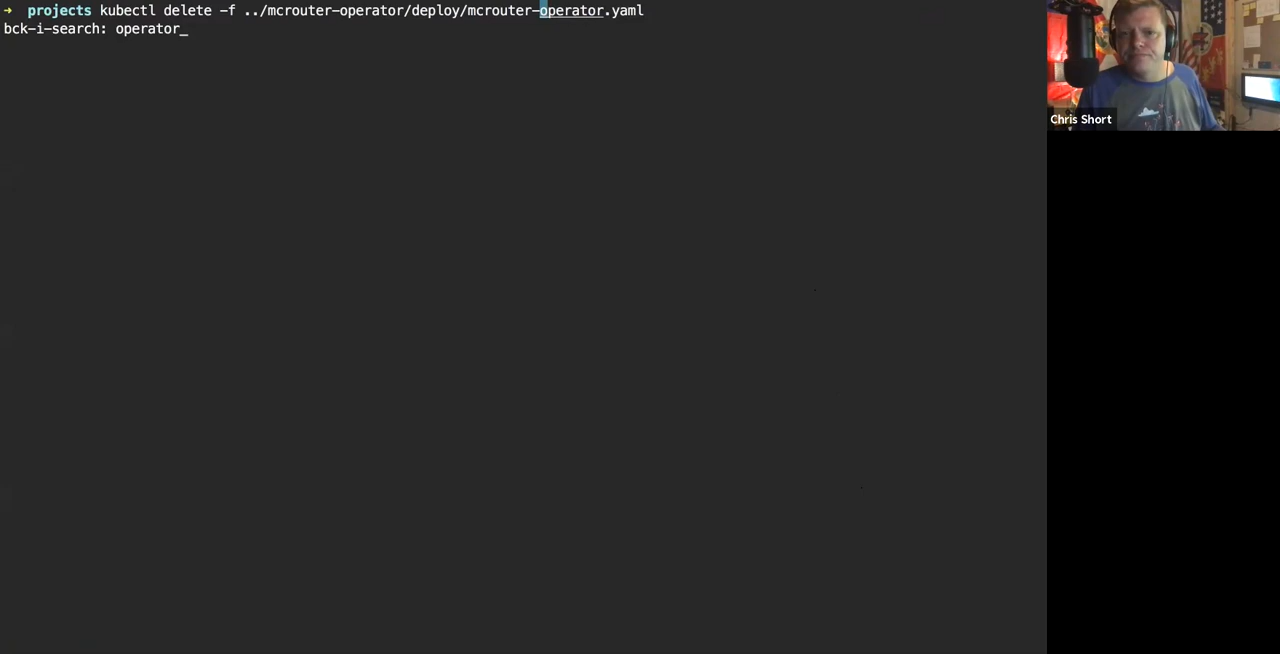 → projects kubectl delete -f ../mcrouter-operator/deploy/mcrouter-operator.yaml
bck-i-search: operator_
Chris Short